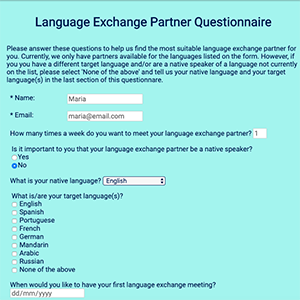 Language Exchange Partner Questionnaire
Please answer these questions to help us find the most suitable language exchange partner for
you. Currently, we only have partners available for the languages listed on the form. However, if
you you have a different target language and/or are a native speaker of a language not currently
on the list, please select 'None of the above' and tell us your native language and your target
language(s) in the last section of this questionnaire.
* Name: Maria
* Email: maria@email.com
How many times a week do you want to meet your language exchange partner? 1
Is it important to you that your language exchange partner be a native speaker?
Yes
No
What is your native language? English
What is/are your target language(s)?
English
Spanish
Portuguese
French
German
Mandarin
Arabic
Russian
None of the above
When would you like to have your first language exchange meeting?
dd/mm/yyyy